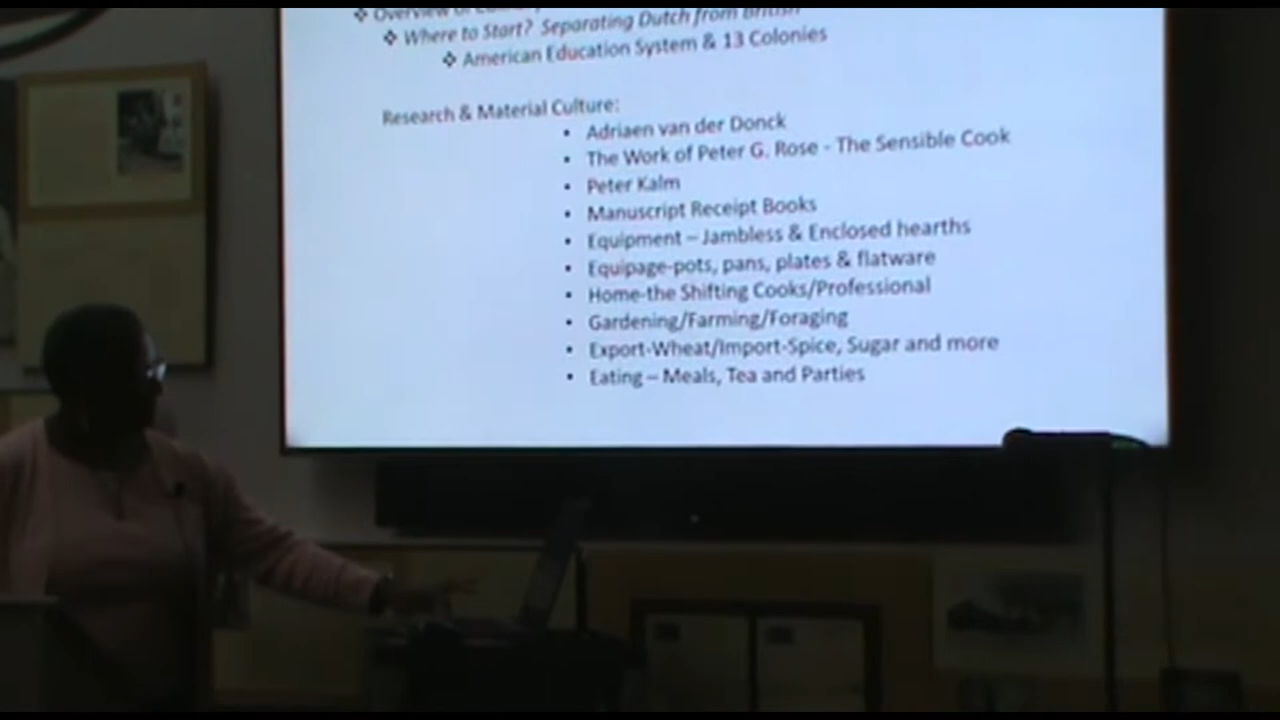 ❖ Overview of
❖ Where to Start? Separating Dutch from British
❖ American Education System & 13 Colonies
Research & Material Culture:
• Adriaen van der Donck
• The Work of Peter G. Rose - The Sensible Cook
• Peter Kalm
• Manuscript Receipt Books
• Equipment – Jambless & Enclosed hearths
• Equipage-pots, pans, plates & flatware
• Home-the Shifting Cooks/Professional
• Gardening/Farming/Foraging
• Export-Wheat/Import-Spice, Sugar and more
• Eating – Meals, Tea and Parties